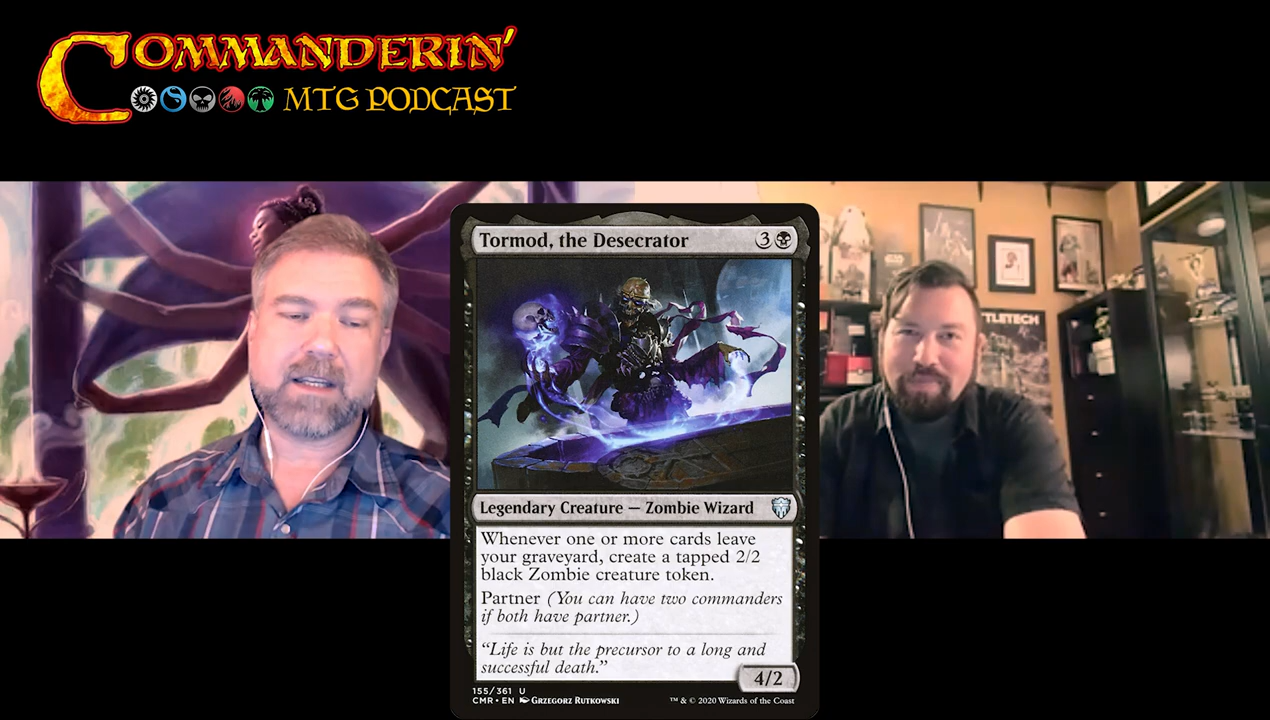 COMMANDERIN'
MTG PODCAST
Tormod, the Desecrator
3
TLETECH
Legendary Creature — Zombie Wizard
Whenever one or more cards leave
your graveyard, create a tapped 2/2
black Zombie creature token.
Partner (You can have two commanders
if both have partner.)
“Life is but the precursor to a long and
successful death.”
4/2
155/361 U
CMR • EN Grzegorz Rutkowski
™ & © 2020 Wizards of the Coast